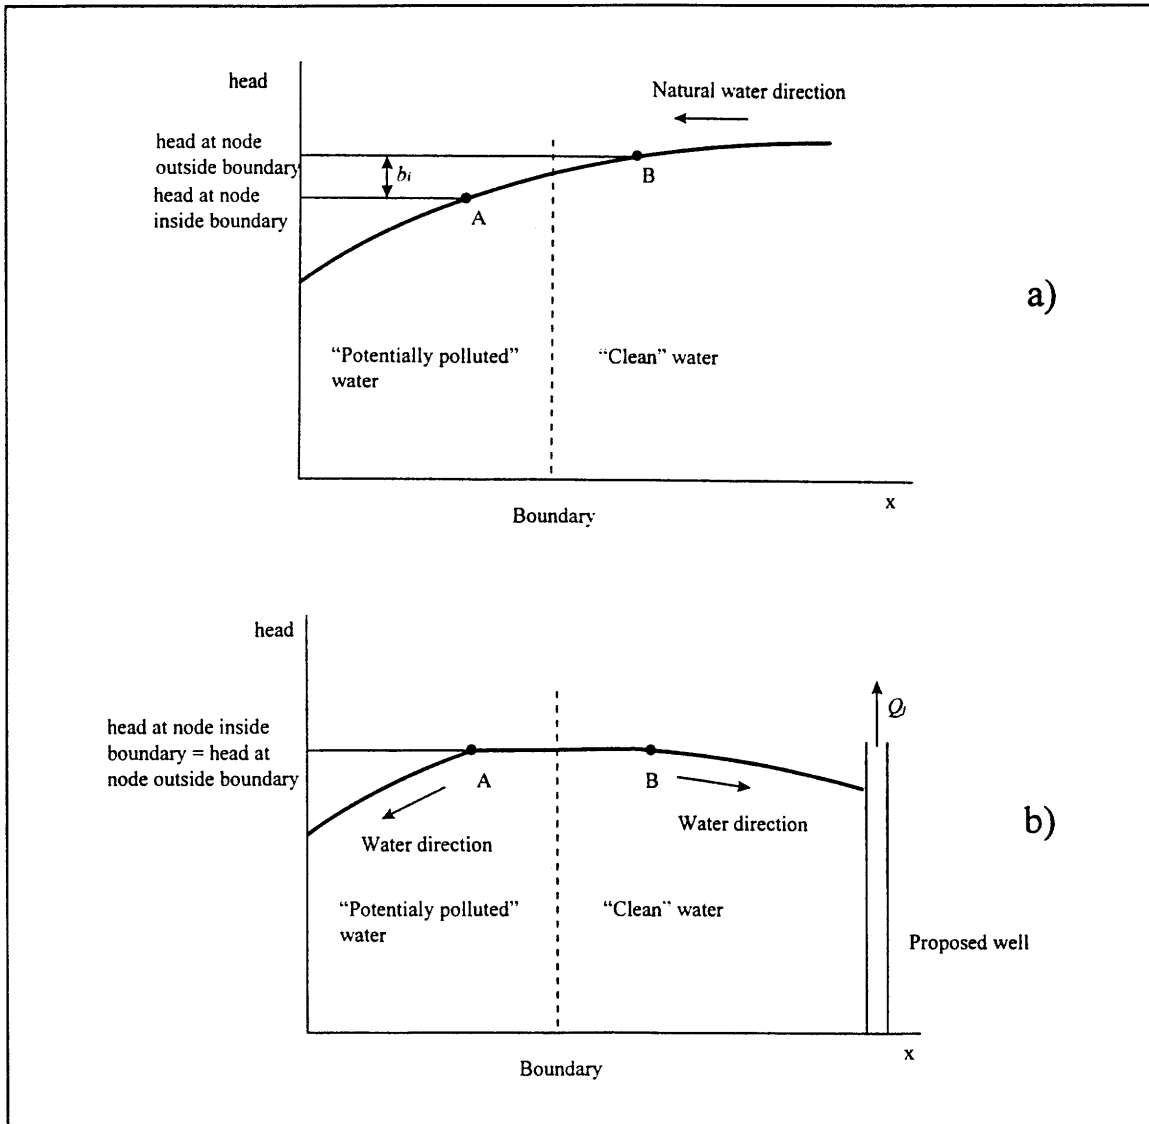 head
Natural water direction
head at node
outside boundary
bi
head at node
inside boundary
B
A
a)
“Potentially polluted”
water
“Clean” water
x
Boundary
head
Qj
head at node inside
boundary = head at
node outside boundary
A
B
Water direction
Water direction
b)
“Potentialy polluted”
water
“Clean” water
Proposed well
x
Boundary